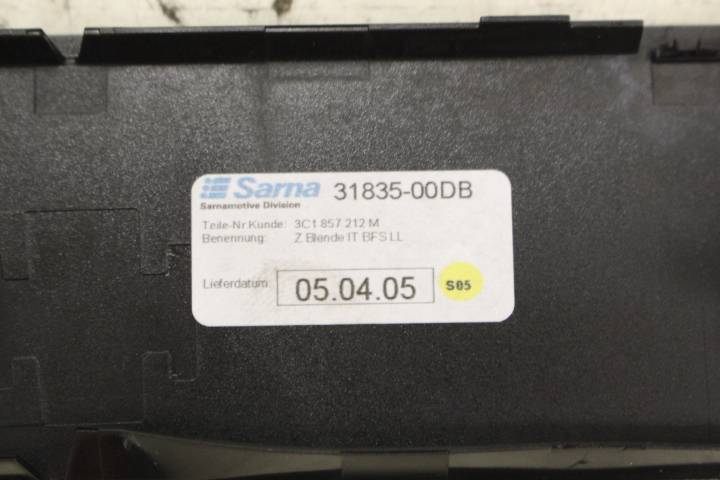 Sarna 31835-00DB
Sarnamotive Division
Teile-Nr.Kunde: 3C1 857 212 M
Benennung: Z Blende IT BFS LL
Lieferdatum: 05.04.05 S05